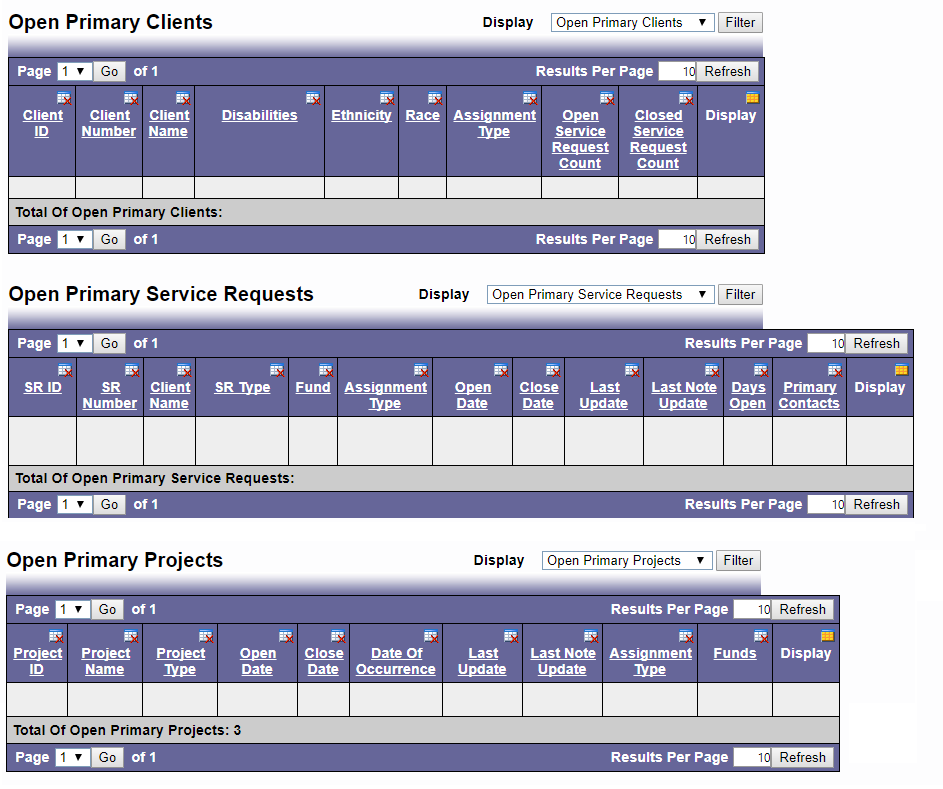 Open Primary Clients Display Open Primary Clients Filter
Page 1 Go of 1 Results Per Page 10 Refresh
Client ID Client Number Client Name Disabilities Ethnicity Race Assignment Type Open Service Request Count Closed Service Request Count Display
Total Of Open Primary Clients:
Page 1 Go of 1 Results Per Page 10 Refresh
Open Primary Service Requests Display Open Primary Service Requests Filter
Page 1 Go of 1 Results Per Page 10 Refresh
SR ID SR Number Client Name SR Type Fund Assignment Type Open Date Close Date Last Update Last Note Update Days Open Primary Contacts Display
Total Of Open Primary Service Requests:
Page 1 Go of 1 Results Per Page 10 Refresh
Open Primary Projects Display Open Primary Projects Filter
Page 1 Go of 1 Results Per Page 10 Refresh
Project ID Project Name Project Type Open Date Close Date Date Of Occurrence Last Update Last Note Update Assignment Type Funds Display
Total Of Open Primary Projects: 3
Page 1 Go of 1 Results Per Page 10 Refresh